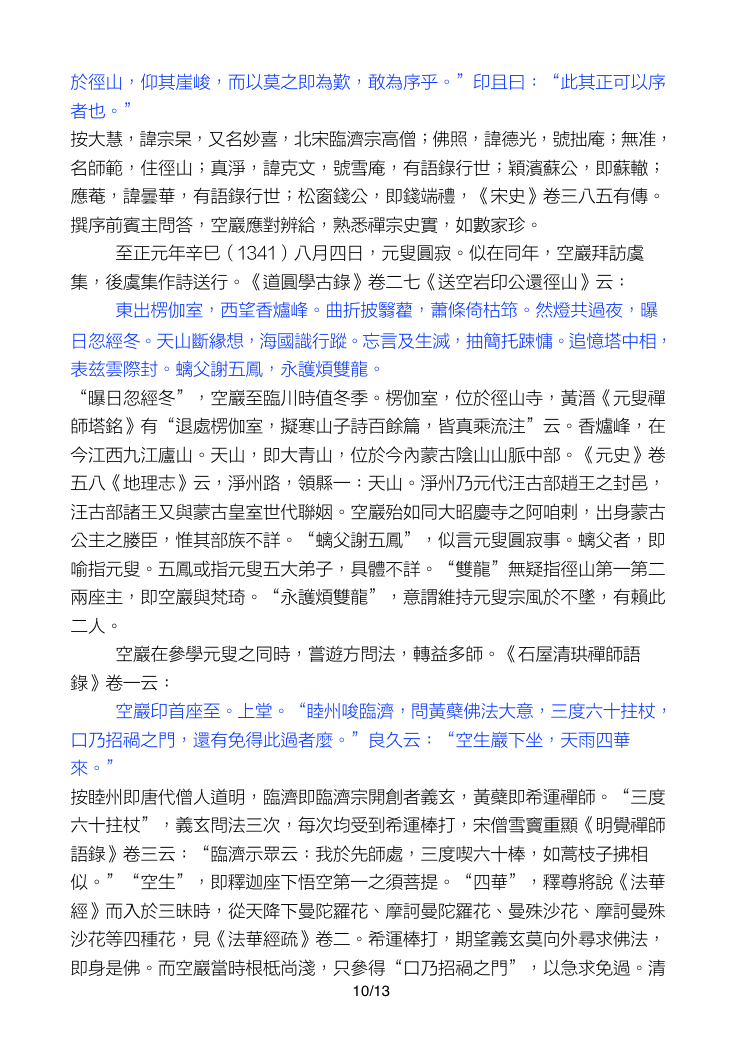 於徑山，仰其崖峻，而以莫之即為歎，敢為序乎。”印且曰：“此其正可以序
者也。”
按大慧，諱宗杲，又名妙喜，北宋臨濟宗高僧；佛照，諱德光，號拙庵；無准，
名師範，住徑山；真淨，諱克文，號雪庵，有語錄行世；穎濱蘇公，即蘇轍；
應菴，諱曇華，有語錄行世；松窗錢公，即錢端禮，《宋史》卷三八五有傳。
撰序前賓主問答，空巖應對辨給，熟悉禪宗史實，如數家珍。
至正元年辛巳（1341）八月四日，元叟圓寂。似在同年，空巖拜訪虞
集，後虞集作詩送行。《道圓學古錄》卷二七《送空岩印公還徑山》云：
東出楞伽室，西望香爐峰。曲折披翳藿，蕭條倚枯筇。然燈共過夜，曝
日忽經冬。天山斷緣想，海國識行蹤。忘言及生滅，抽簡托踈慵。追憶塔中相，
表茲雲際封。螭父謝五鳳，永護煩雙龍。
“曝日忽經冬”，空巖至臨川時值冬季。楞伽室，位於徑山寺，黃溍《元叟禪
師塔銘》有“退處楞伽室，擬寒山子詩百餘篇，皆真乘流注”云。香爐峰，在
今江西九江廬山。天山，即大青山，位於今內蒙古陰山山脈中部。《元史》卷
五八《地理志》云，淨州路，領縣一：天山。淨州乃元代汪古部趙王之封邑，
汪古部諸王又與蒙古皇室世代聯姻。空巖殆如同大昭慶寺之阿咱剌，出身蒙古
公主之媵臣，惟其部族不詳。“螭父謝五鳳”，似言元叟圓寂事。螭父者，即
喻指元叟。五鳳或指元叟五大弟子，具體不詳。“雙龍”無疑指徑山第一第二
兩座主，即空巖與梵琦。“永護煩雙龍”，意謂維持元叟宗風於不墜，有賴此
二人。
空巖在參學元叟之同時，嘗遊方問法，轉益多師。《石屋清珙禪師語
錄》卷一云：
空巖印首座至。上堂。“睦州唆臨濟，問黃蘗佛法大意，三度六十拄杖，
口乃招禍之門，還有免得此過者麼。”良久云：“空生巖下坐，天雨四華
來。”
按睦州即唐代僧人道明，臨濟即臨濟宗開創者義玄，黃蘗即希運禪師。“三度
六十拄杖”，義玄問法三次，每次均受到希運棒打，宋僧雪竇重顯《明覺禪師
語錄》卷三云：“臨濟示眾云：我於先師處，三度喫六十棒，如蒿枝子拂相
似。”“空生”，即釋迦座下悟空第一之須菩提。“四華”，釋尊將說《法華
經》而入於三昧時，從天降下曼陀羅花、摩訶曼陀羅花、曼殊沙花、摩訶曼殊
沙花等四種花，見《法華經疏》卷二。希運棒打，期望義玄莫向外尋求佛法，
即身是佛。而空巖當時根柢尚淺，只參得“口乃招禍之門”，以急求免過。清
10/13